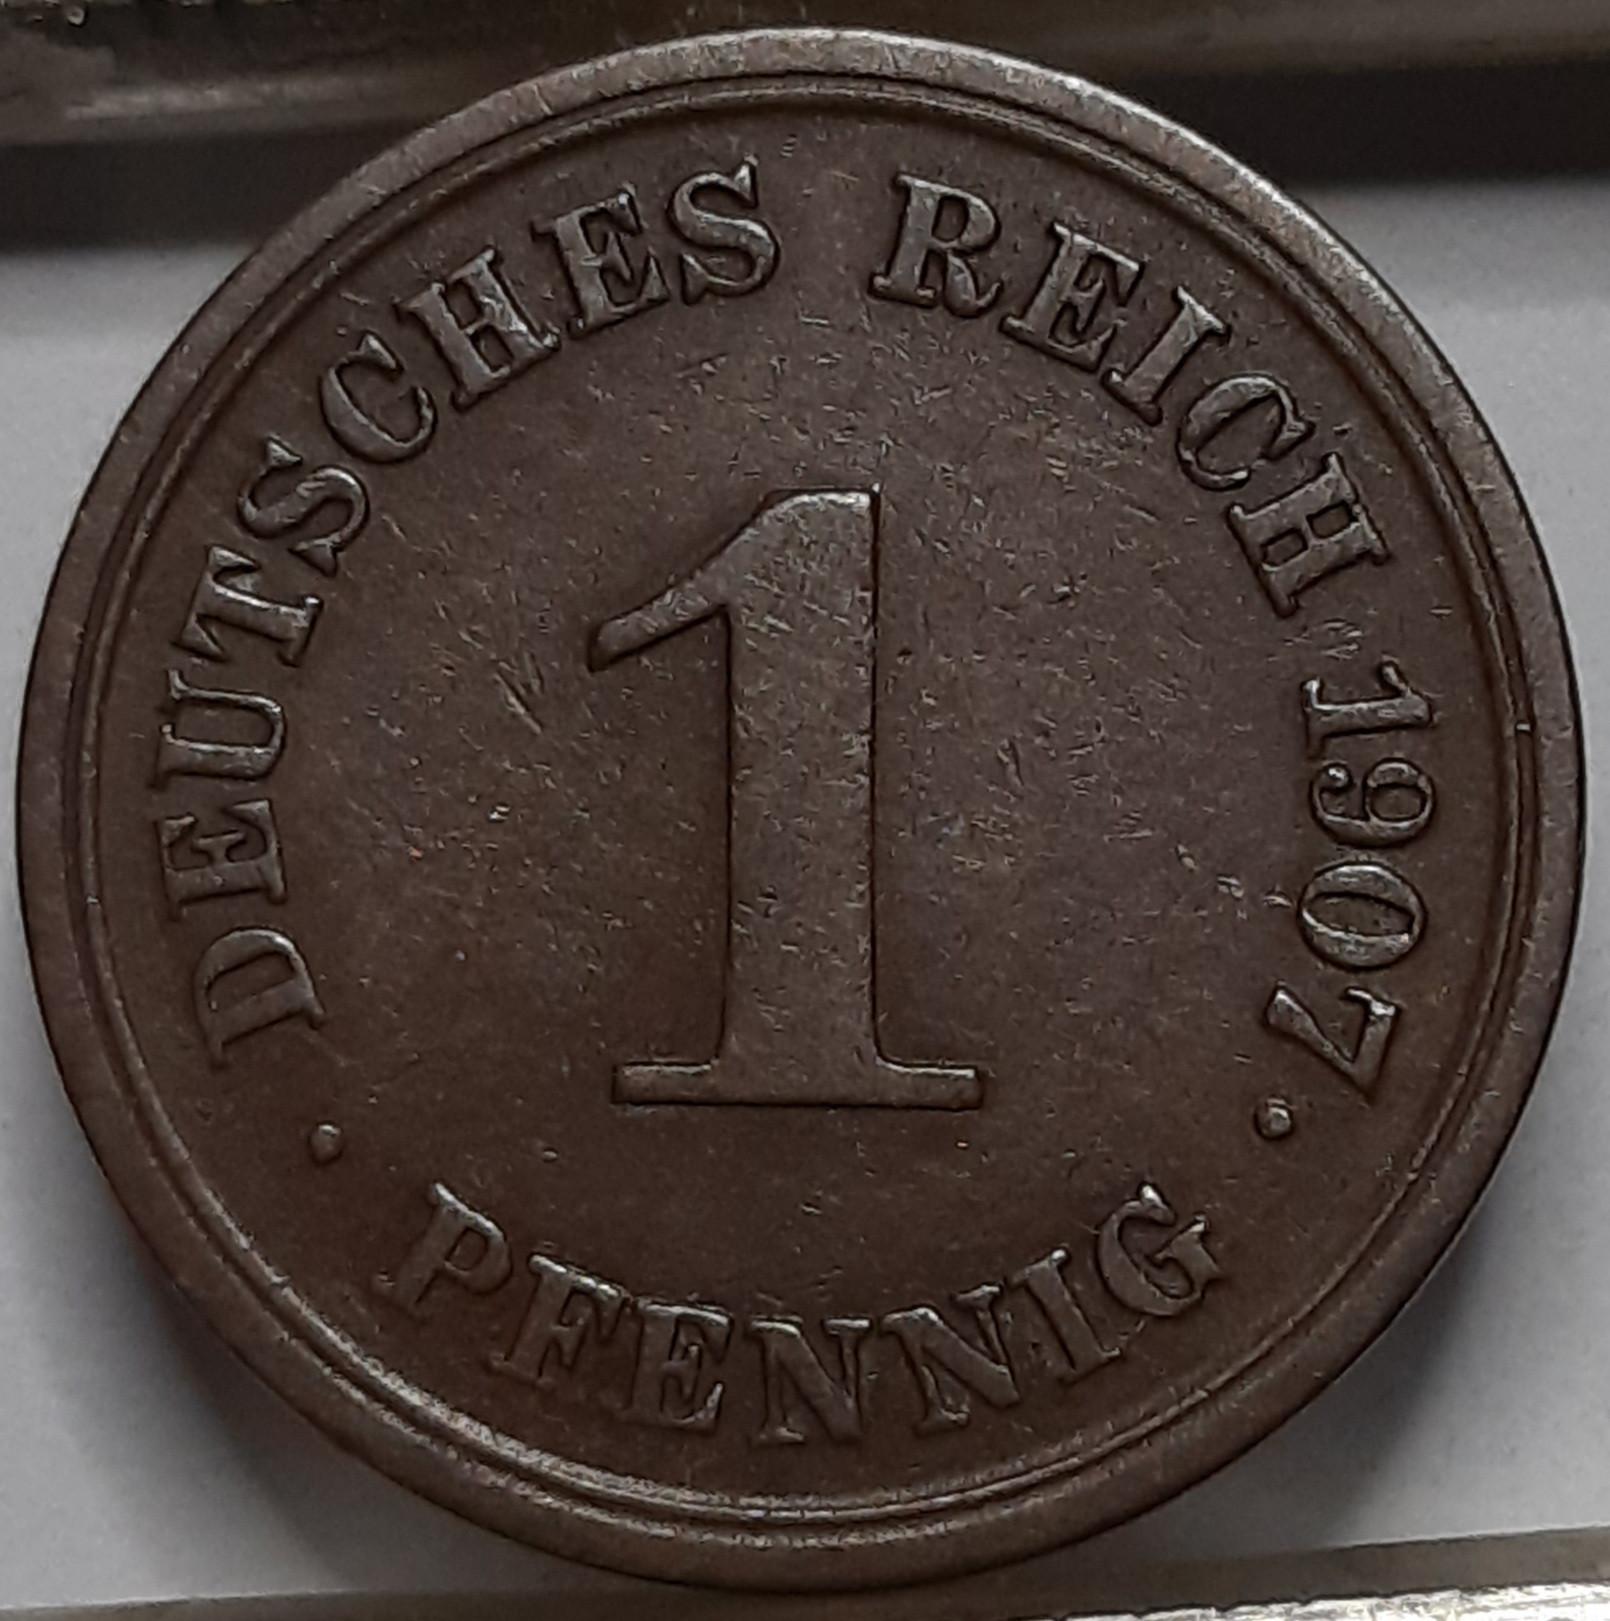 DEUTSCHES REICH 1907
1
PFENNIG